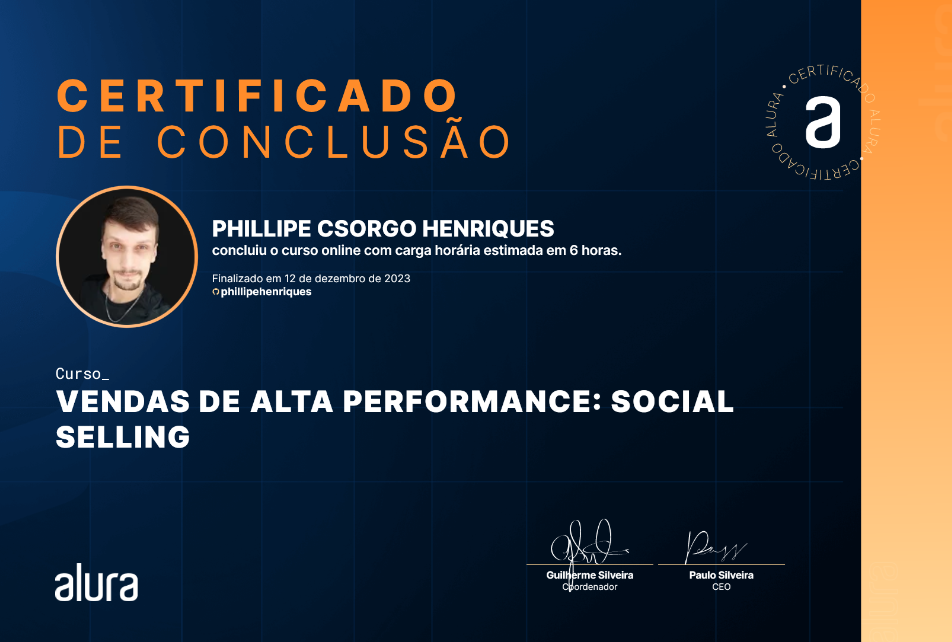 CERTIFICADO
DE CONCLUSÃO
CERTIFICADO ALURA • CERTIFICADO ALURA •
a
PHILLIPE CSORGO HENRIQUES
concluiu o curso online com carga horária estimada em 6 horas.
Finalizado em 12 de dezembro de 2023
phillipehenriques
Curso_
VENDAS DE ALTA PERFORMANCE: SOCIAL
SELLING
alura
Guilherme Silveira
Coordenador
Paulo Silveira
CEO